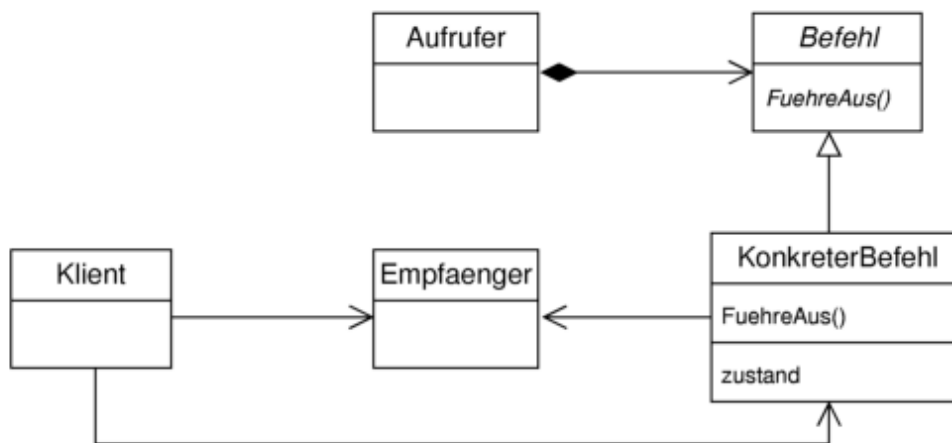 Aufrufer
Befehl
FuehreAus()
Klient
Empfaenger
KonkreterBefehl
FuehreAus()
zustand